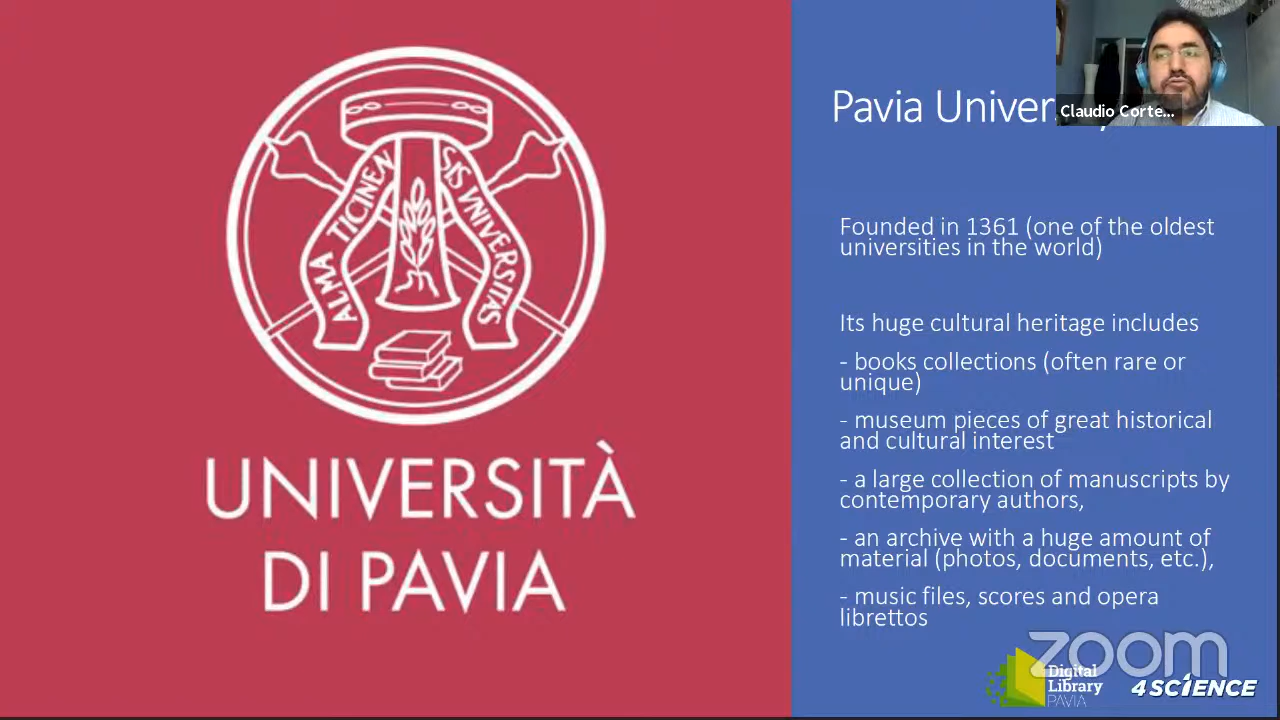 ALMA TICINEN
SIS VNIVERSITAS
UNIVERSITÀ
DI PAVIA
Pavia
Claudio Corte...
Founded in 1361 (one of the oldest
universities in the world)
Its huge cultural heritage includes
- books collections (often rare or
unique)
- museum pieces of great historical
and cultural interest
- a large collection of manuscripts by
contemporary authors,
- an archive with a huge amount of
material (photos, documents, etc.),
- music files, scores and opera
librettos
zoom
Digital
Library
PAVIA
4SCIENCE